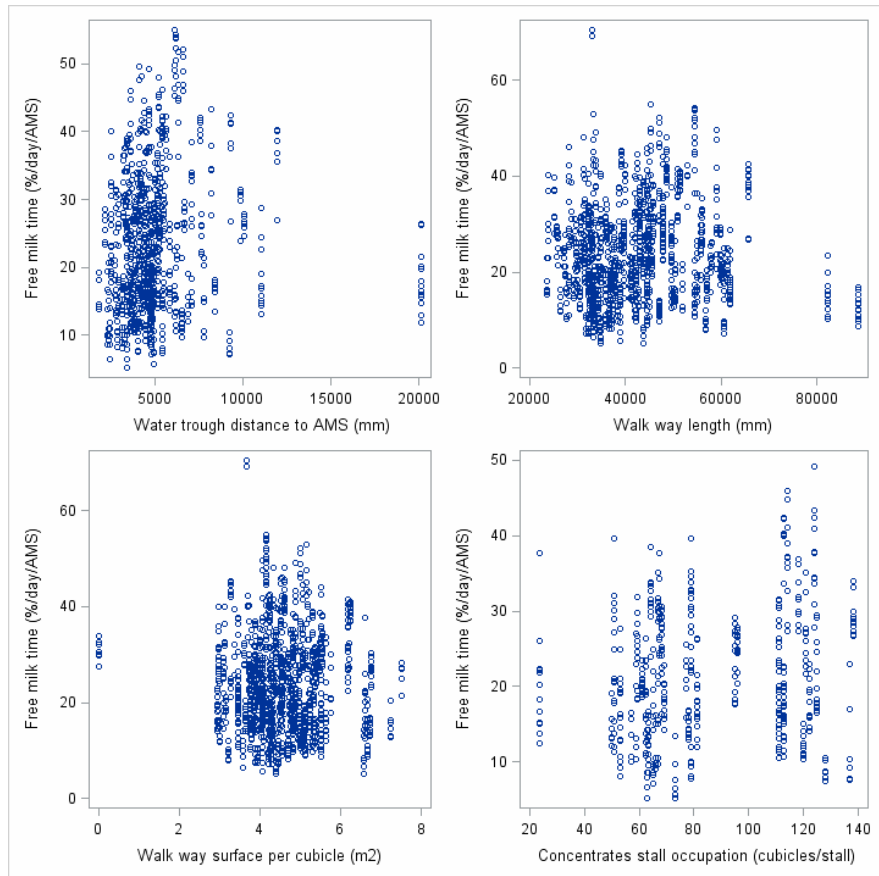 Free milk time (%/day/AMS)
50
40
30
20
10
5000 10000 15000 20000
Water trough distance to AMS (mm)
Free milk time (%/day/AMS)
60
40
20
0
20000 40000 60000 80000
Walk way length (mm)
Free milk time (%/day/AMS)
60
40
20
0
0 2 4 6 8
Walk way surface per cubicle (m2)
Free milk time (%/day/AMS)
50
40
30
20
10
20 40 60 80 100 120 140
Concentrates stall occupation (cubicles/stall)